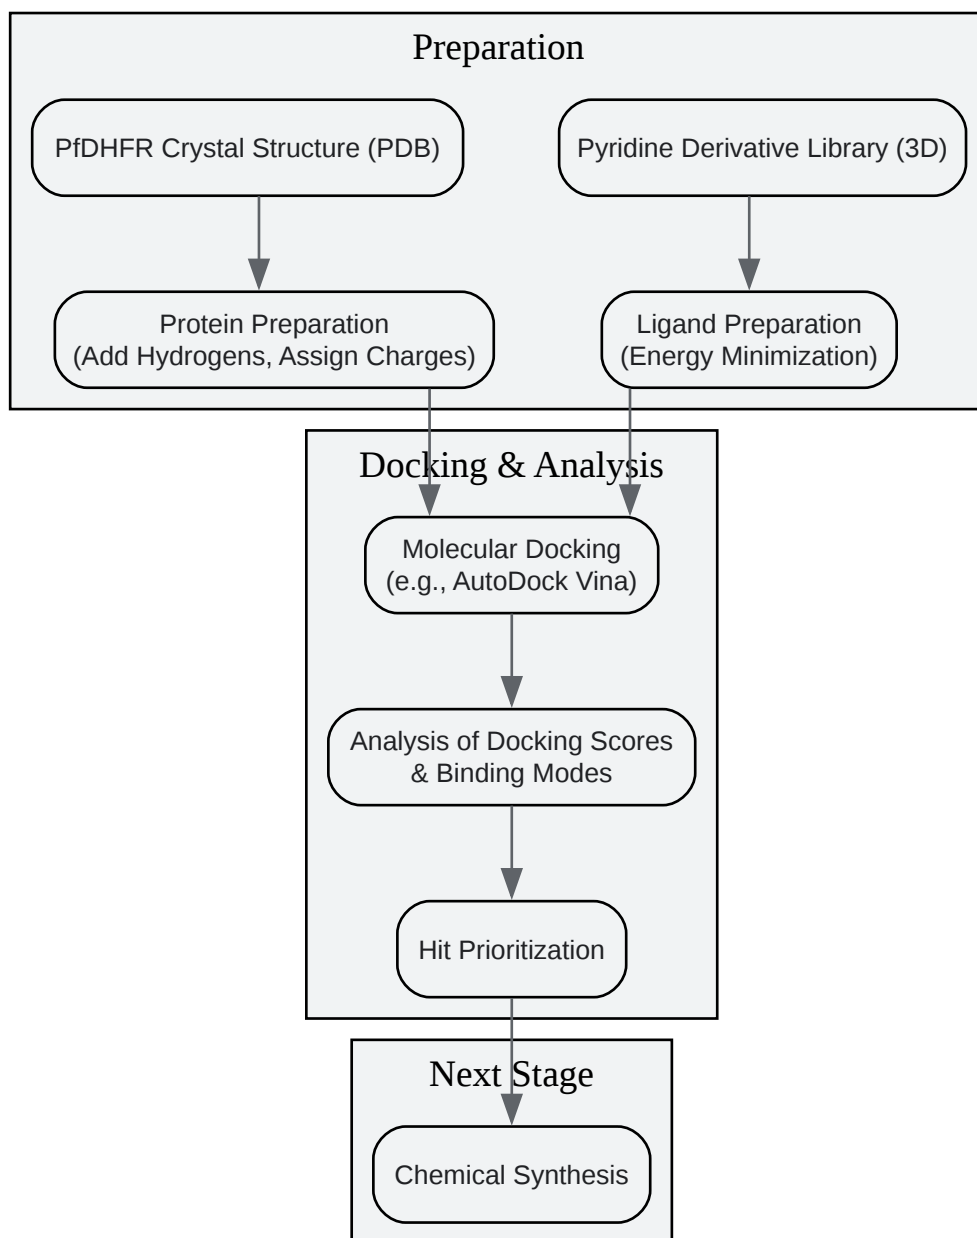 Preparation
PfDHFR Crystal Structure (PDB)
Pyridine Derivative Library (3D)
Protein Preparation
(Add Hydrogens, Assign Charges)
Ligand Preparation
(Energy Minimization)
Docking & Analysis
Molecular Docking
(e.g., AutoDock Vina)
Analysis of Docking Scores
& Binding Modes
Hit Prioritization
Next Stage
Chemical Synthesis